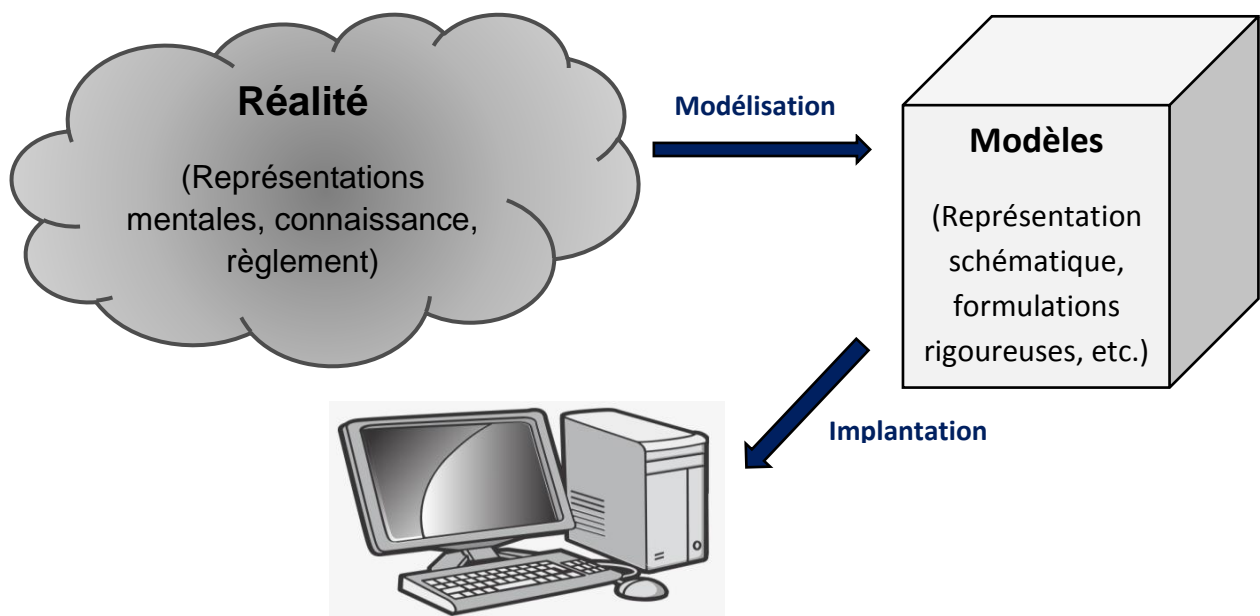 Réalité
(Représentations
mentales, connaissance,
règlement)
Modélisation
Modèles
(Représentation
schématique,
formulations
rigoureuses, etc.)
Implantation